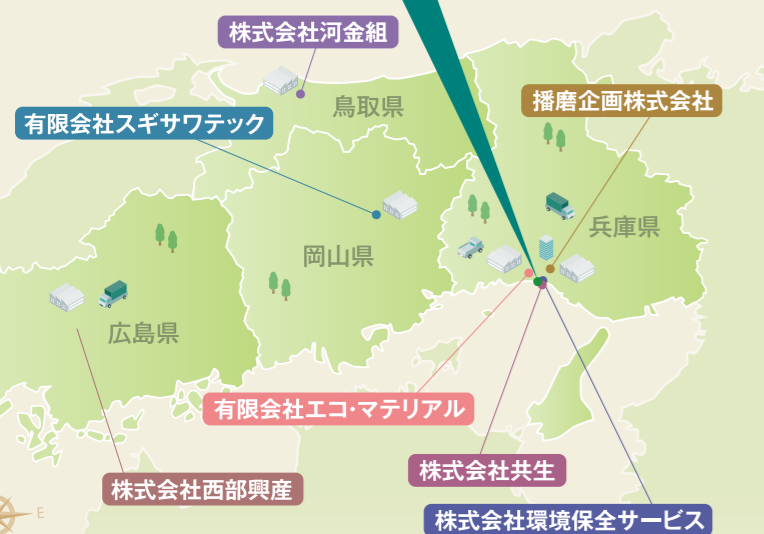 株式会社河金組
鳥取県
播磨企画株式会社
有限会社スギサワテック
兵庫県
岡山県
広島県
有限会社エコ・マテリアル
株式会社共生
株式会社西部興産
E
株式会社環境保全サービス